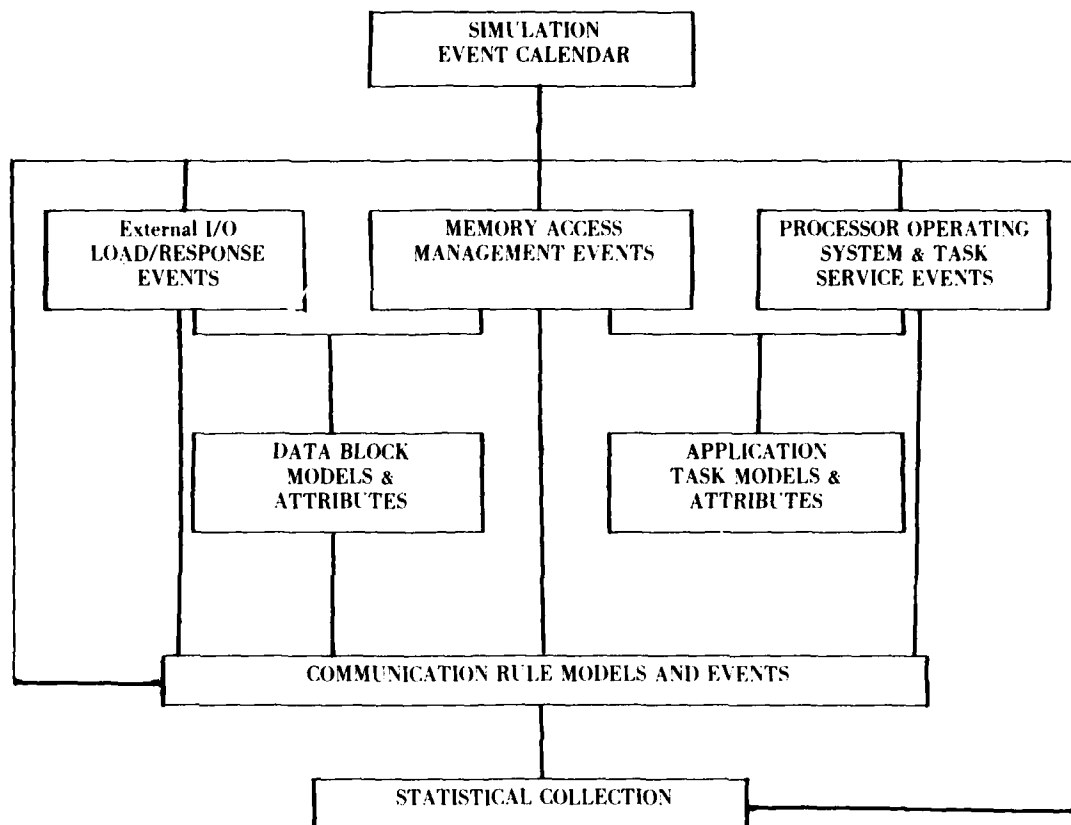 SIMULATION
EVENT CALENDAR
External I/O
LOAD/RESPONSE
EVENTS
MEMORY ACCESS
MANAGEMENT EVENTS
PROCESSOR OPERATING
SYSTEM & TASK
SERVICE EVENTS
DATA BLOCK
MODELS &
ATTRIBUTES
APPLICATION
TASK MODELS &
ATTRIBUTES
COMMUNICATION RULE MODELS AND EVENTS
STATISTICAL COLLECTION